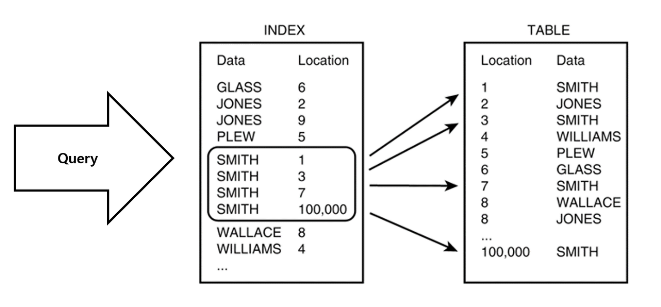 Query
INDEX
Data Location
GLASS 6
JONES 2
JONES 9
PLEW 5
SMITH 1
SMITH 3
SMITH 7
SMITH 100,000
WALLACE 8
WILLIAMS 4
...
TABLE
Location Data
1 SMITH
2 JONES
3 SMITH
4 WILLIAMS
5 PLEW
6 GLASS
7 SMITH
8 WALLACE
8 JONES
...
100,000 SMITH